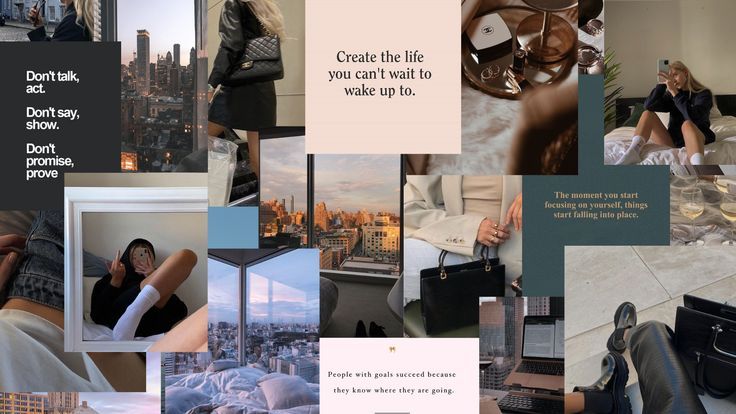 Don't talk,
act.
Don't say,
show.
Don't
promise,
prove
Create the life
you can't wait to
wake up to.
CHANEL
The moment you start
focusing on yourself, things
start falling into place.
People with goals succeed because
they know where they are going.